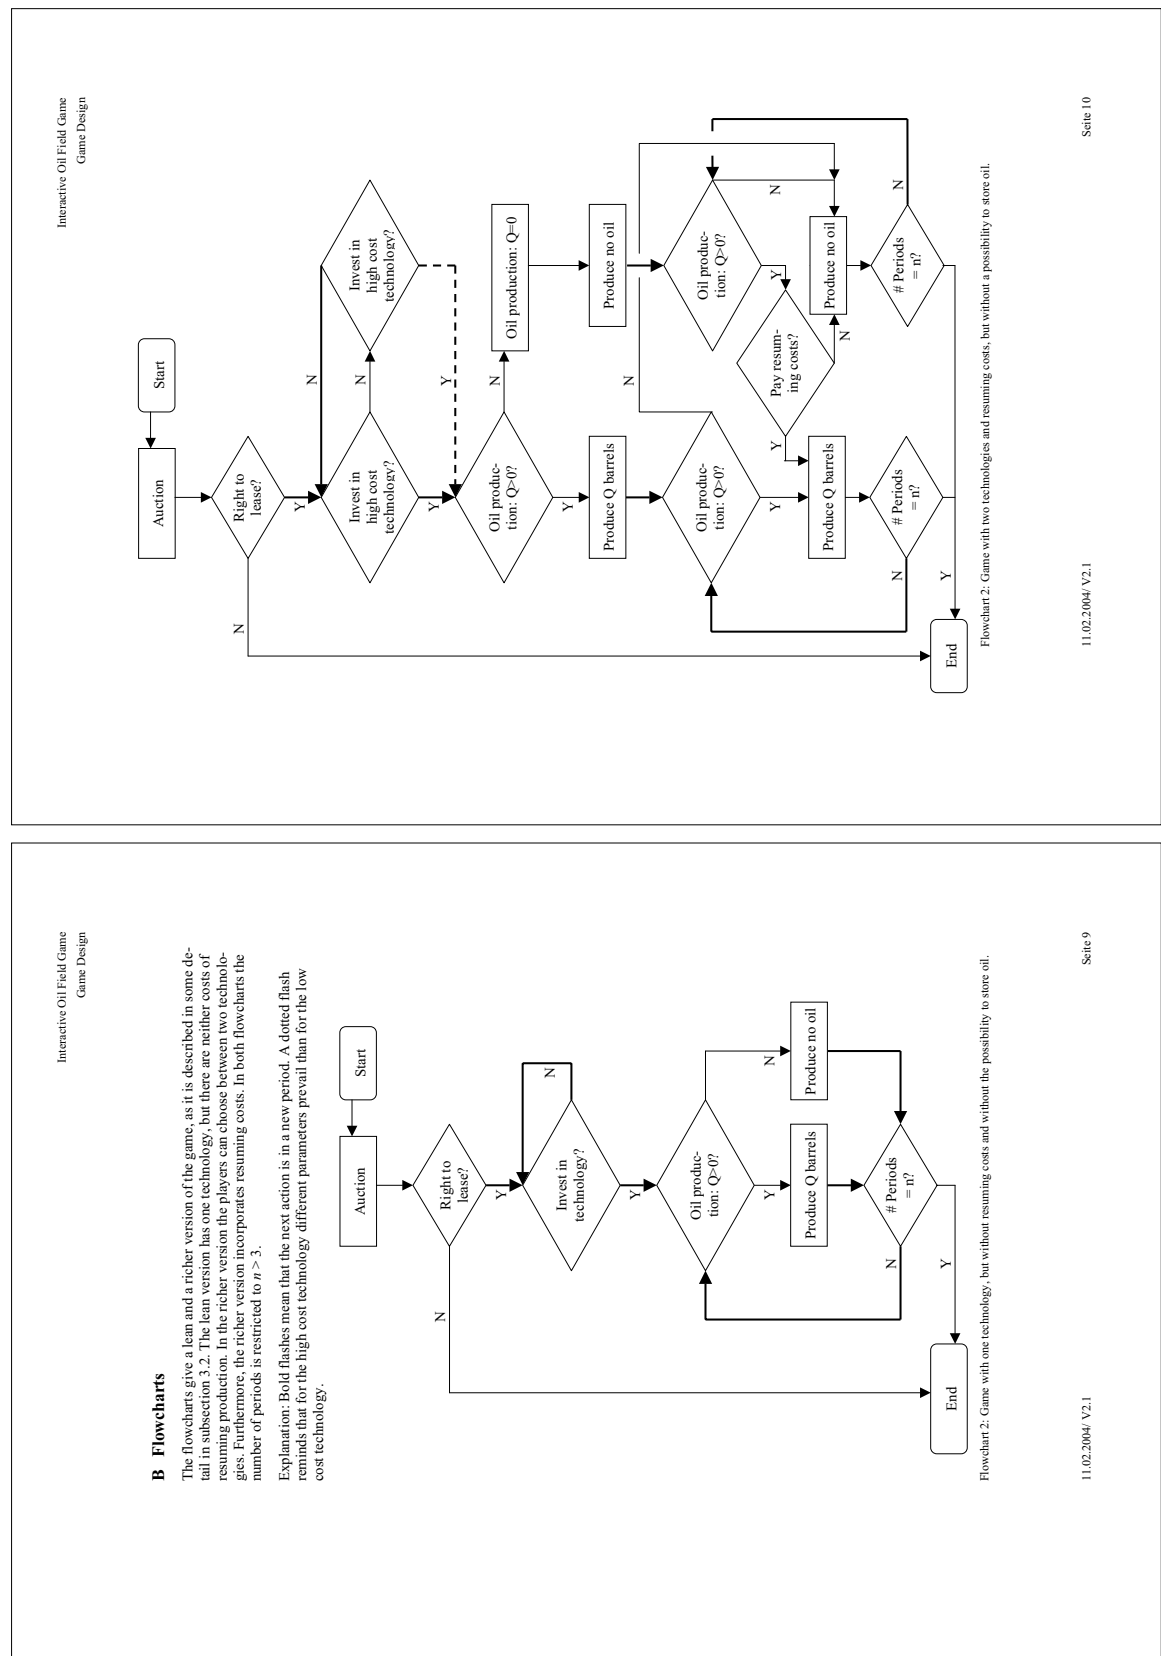 Interactive Oil Field Game
Game Design
B Flowcharts
The flowcharts give a lean and a richer version of the game, as it is described in some de-
tail in subsection 3.2. The lean version has one technology, but there are neither costs of
resuming production. In the richer version the players can choose between two technolo-
gies. Furthermore, the richer version incorporates resuming costs. In both flowcharts the
number of periods is restricted to n > 3.
Explanation: Bold flashes mean that the next action is in a new period. A dotted flash
reminds that for the high cost technology different parameters prevail than for the low
cost technology.
Start
Auction
Right to
lease?
N
Y
Invest in
technology?
N
Y
Oil produc-
tion: Q>0?
N
Y
Produce Q barrels
Produce no oil
# Periods
= n?
N
Y
End
Flowchart 2: Game with one technology, but without resuming costs and without the possibility to store oil.
11.02.2004/ V2.1
Seite 9
Interactive Oil Field Game
Game Design
Start
Auction
Right to
lease?
N
Y
N
Invest in
high cost
technology?
N
Invest in
high cost
technology?
Y
Y
Oil produc-
tion: Q>0?
N
Oil production: Q=0
Y
Produce Q barrels
Produce no oil
N
Oil produc-
tion: Q>0?
Oil produc-
tion: Q>0?
Y
Y
N
Pay resum-
ing costs?
Y
N
Produce Q barrels
Produce no oil
# Periods
= n?
N
# Periods
= n?
N
Y
End
Flowchart 2: Game with two technologies and resuming costs, but without a possibility to store oil.
11.02.2004/ V2.1
Seite 10